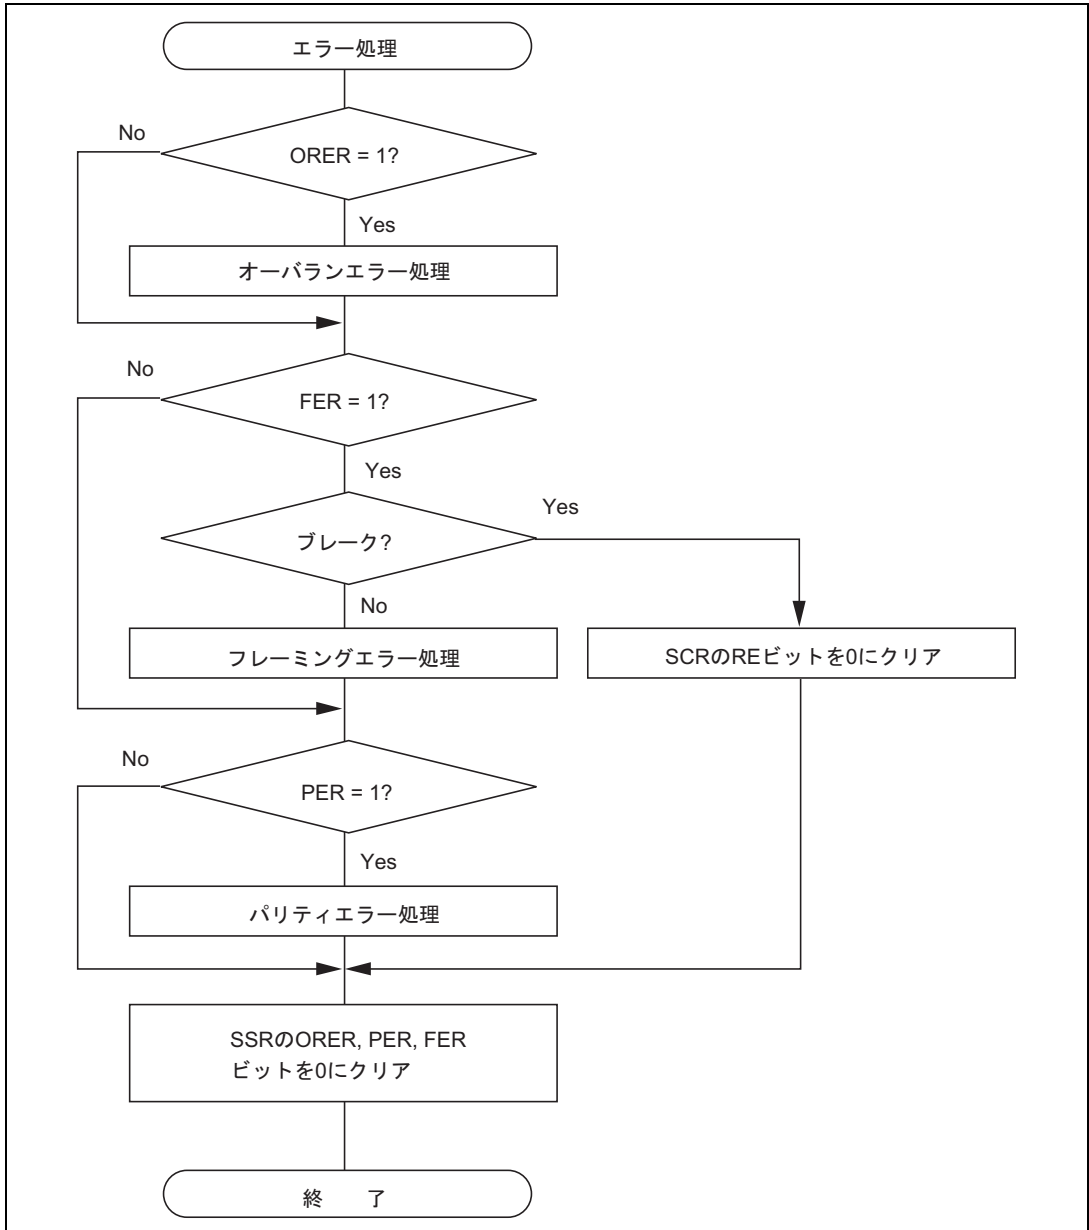 エラー処理
No
ORER = 1?
Yes
オーバランエラー処理
No
FER = 1?
Yes
Yes
ブレーク?
No
フレーミングエラー処理
SCRのREビットを0にクリア
No
PER = 1?
Yes
パリティエラー処理
SSRのORER, PER, FER
ビットを0にクリア
終　了